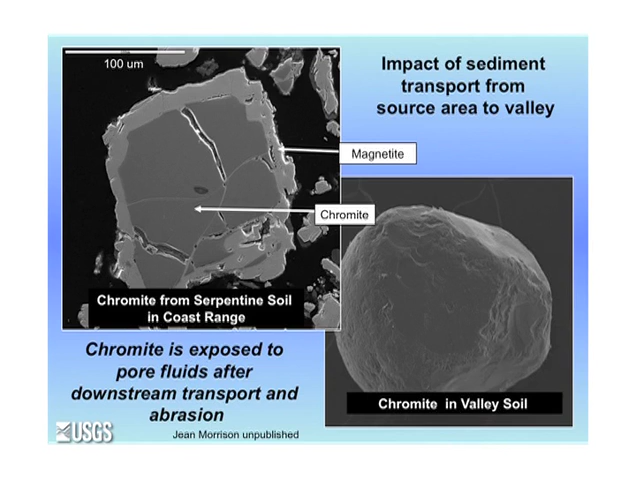 100 um
Impact of sediment
transport from
source area to valley
Magnetite
Chromite
Chromite from Serpentine Soil
in Coast Range
Chromite is exposed to
pore fluids after
downstream transport and
abrasion
Chromite in Valley Soil
USGS
Jean Morrison unpublished